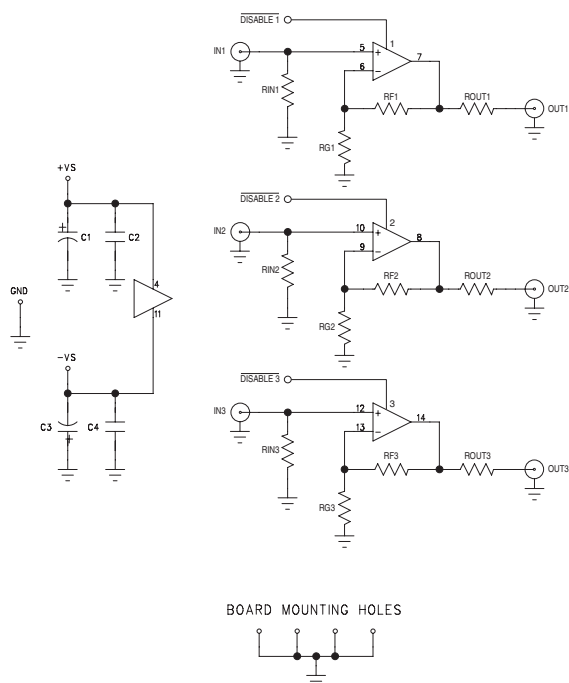 DISABLE 1
IN1
5
+
6
−
1
7
RIN1
RF1
ROUT1
OUT1
RG1
+VS
+
C1
C2
4
11
GND
−VS
C3
+
C4
DISABLE 2
IN2
10
+
9
−
2
8
RIN2
RF2
ROUT2
OUT2
RG2
DISABLE 3
IN3
12
+
13
−
3
14
RIN3
RF3
ROUT3
OUT3
RG3
BOARD MOUNTING HOLES